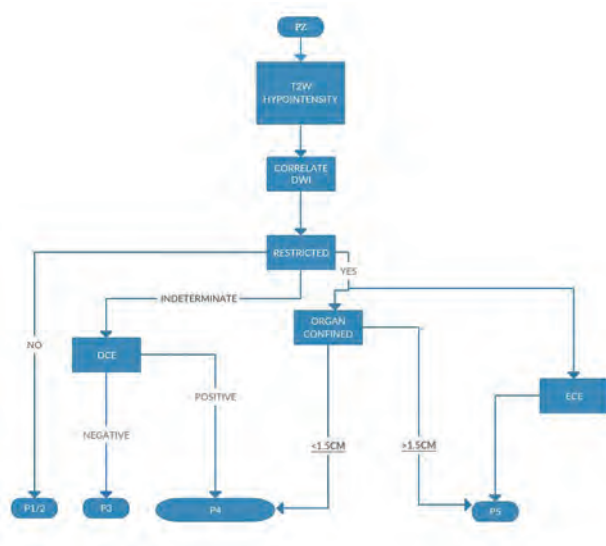 PZ
T2W
HYPOINTENSITY
CORRELATE
DWI
RESTRICTED
YES
INDETERMINATE
ORGAN
CONFINED
NO
DCE
POSITIVE
ECE
NEGATIVE
<1.5CM
>1.5CM
P1/2
P3
P4
P5